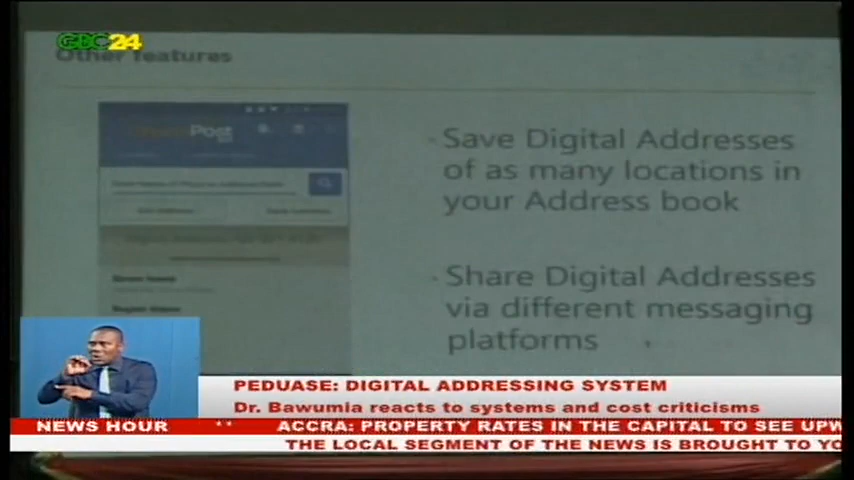 GBC24
Other features
Post
Save Digital Addresses
of as many locations in
your Address book
Share Digital Addresses
via different messaging
platforms
PEDUASE: DIGITAL ADDRESSING SYSTEM
Dr. Bawumia reacts to systems and cost criticisms
NEWS HOUR
** ACCRA: PROPERTY RATES IN THE CAPITAL TO SEE UPW
THE LOCAL SEGMENT OF THE NEWS IS BROUGHT TO YO